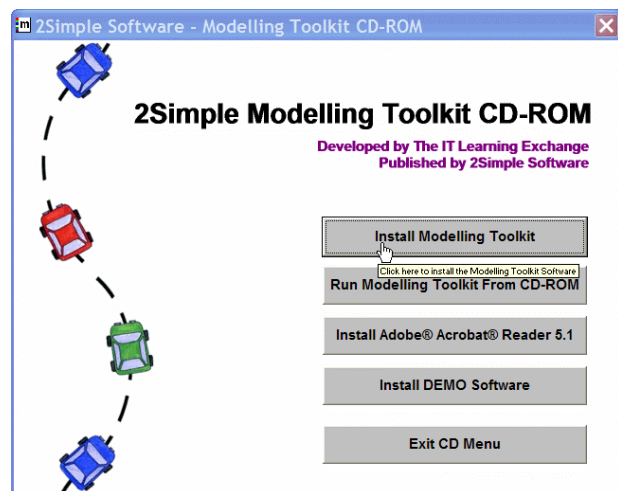 2Simple Software - Modelling Toolkit CD-ROM
2Simple Modelling Toolkit CD-ROM
Developed by The IT Learning Exchange
Published by 2Simple Software
Install Modelling Toolkit
Click here to install the Modelling Toolkit Software
Run Modelling Toolkit From CD-ROM
Install Adobe® Acrobat® Reader 5.1
Install DEMO Software
Exit CD Menu